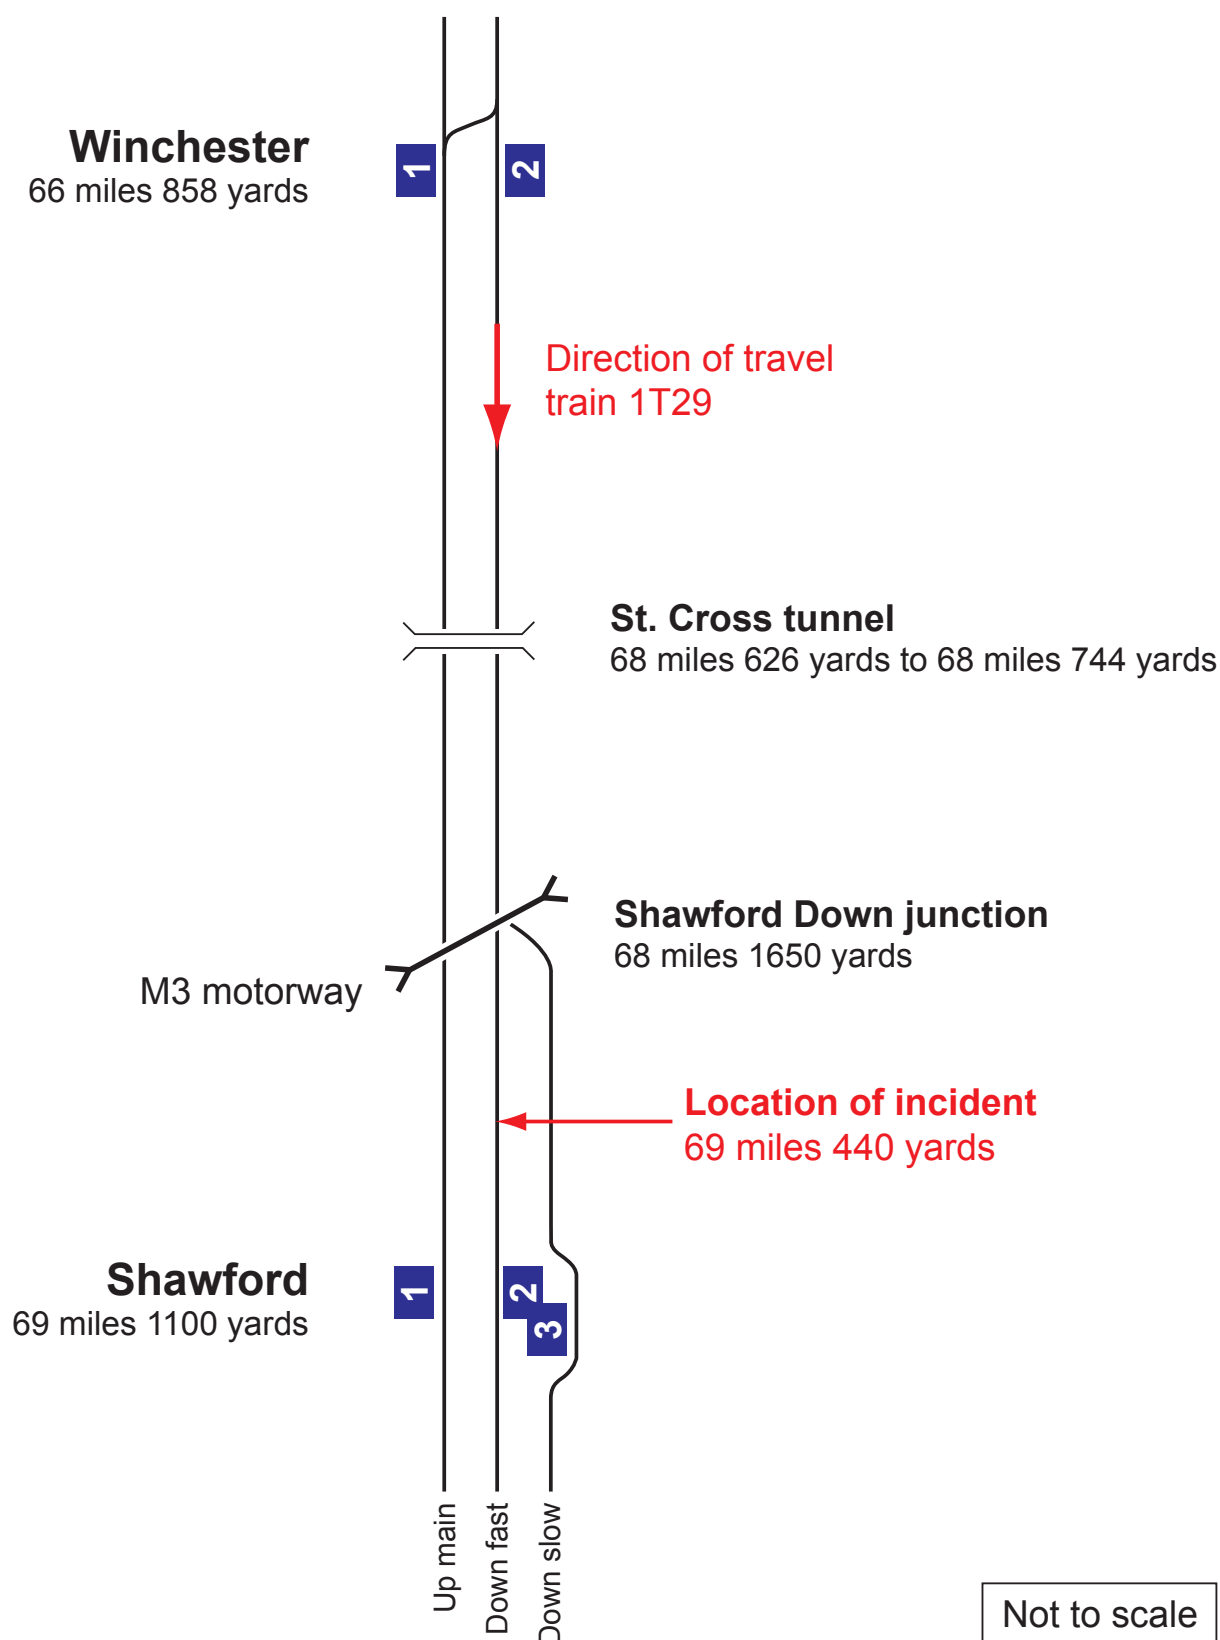 Winchester
66 miles 858 yards
1
2
Direction of travel
train 1T29
St. Cross tunnel
68 miles 626 yards to 68 miles 744 yards
Shawford Down junction
68 miles 1650 yards
M3 motorway
Location of incident
69 miles 440 yards
Shawford
69 miles 1100 yards
1
2
3
Up main
Down fast
Down slow
Not to scale